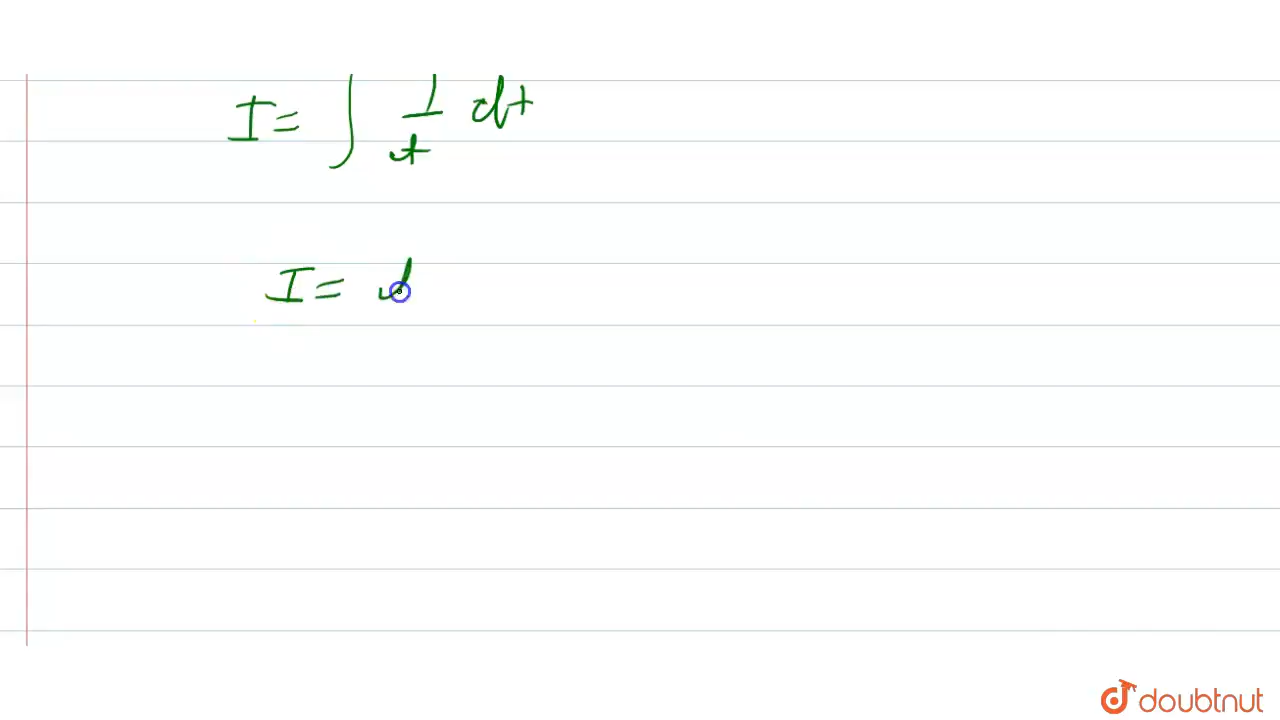 I = ∫ 1/t dt
I =
doubtnut